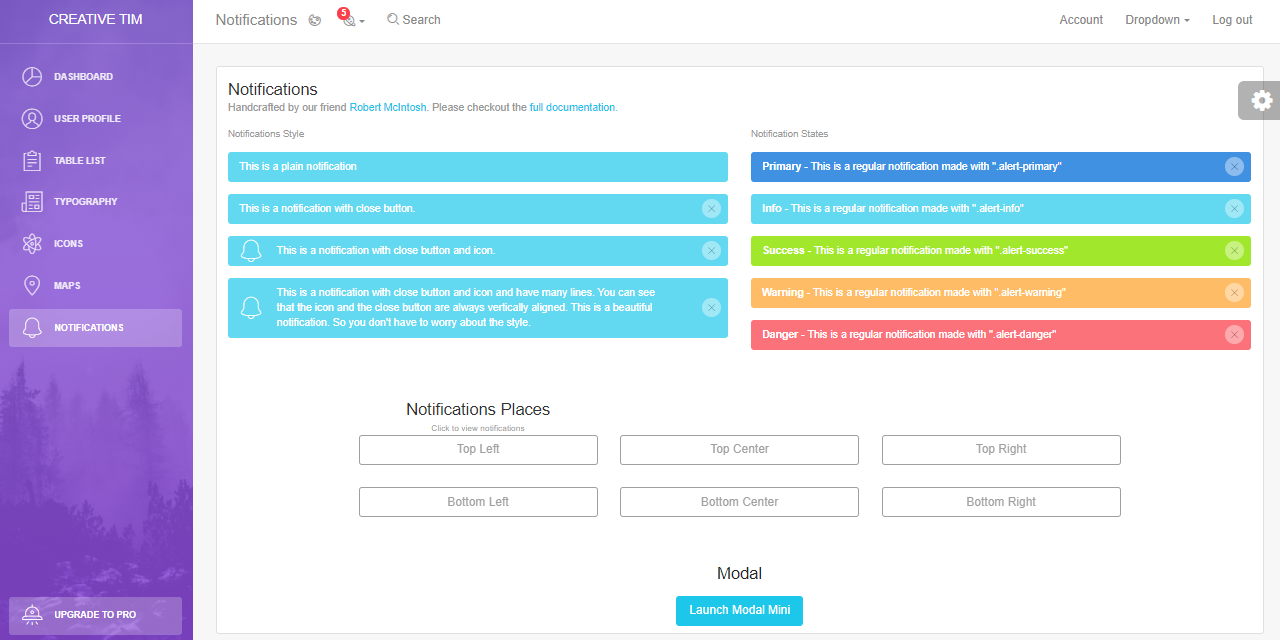 CREATIVE TIM
DASHBOARD
USER PROFILE
TABLE LIST
TYPOGRAPHY
ICONS
MAPS
NOTIFICATIONS
UPGRADE TO PRO
Notifications
5
Search
Account
Dropdown
Log out
Notifications
Handcrafted by our friend Robert McIntosh. Please checkout the full documentation.
Notifications Style
This is a plain notification
This is a notification with close button.
This is a notification with close button and icon.
This is a notification with close button and icon and have many lines. You can see
that the icon and the close button are always vertically aligned. This is a beautiful
notification. So you don't have to worry about the style.
Notification States
Primary - This is a regular notification made with ".alert-primary"
Info - This is a regular notification made with ".alert-info"
Success - This is a regular notification made with ".alert-success"
Warning - This is a regular notification made with ".alert-warning"
Danger - This is a regular notification made with ".alert-danger"
Notifications Places
Click to view notifications
Top Left
Top Center
Top Right
Bottom Left
Bottom Center
Bottom Right
Modal
Launch Modal Mini